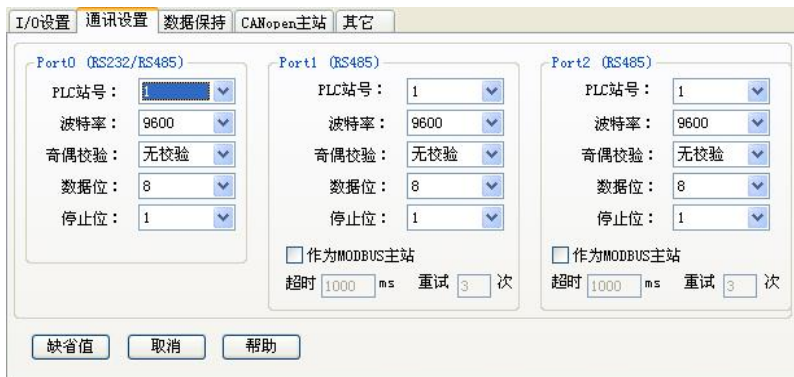 I/O设置 通讯设置 数据保持 CANopen主站 其它
Port0 (RS232/RS485) Port1 (RS485) Port2 (RS485)
PLC站号： 1 PLC站号： 1 PLC站号： 1
波特率： 9600 波特率： 9600 波特率： 9600
奇偶校验： 无校验 奇偶校验： 无校验 奇偶校验： 无校验
数据位： 8 数据位： 8 数据位： 8
停止位： 1 停止位： 1 停止位： 1
作为MODBUS主站 作为MODBUS主站
超时 1000 ms 重试 3 次 超时 1000 ms 重试 3 次
缺省值 取消 帮助